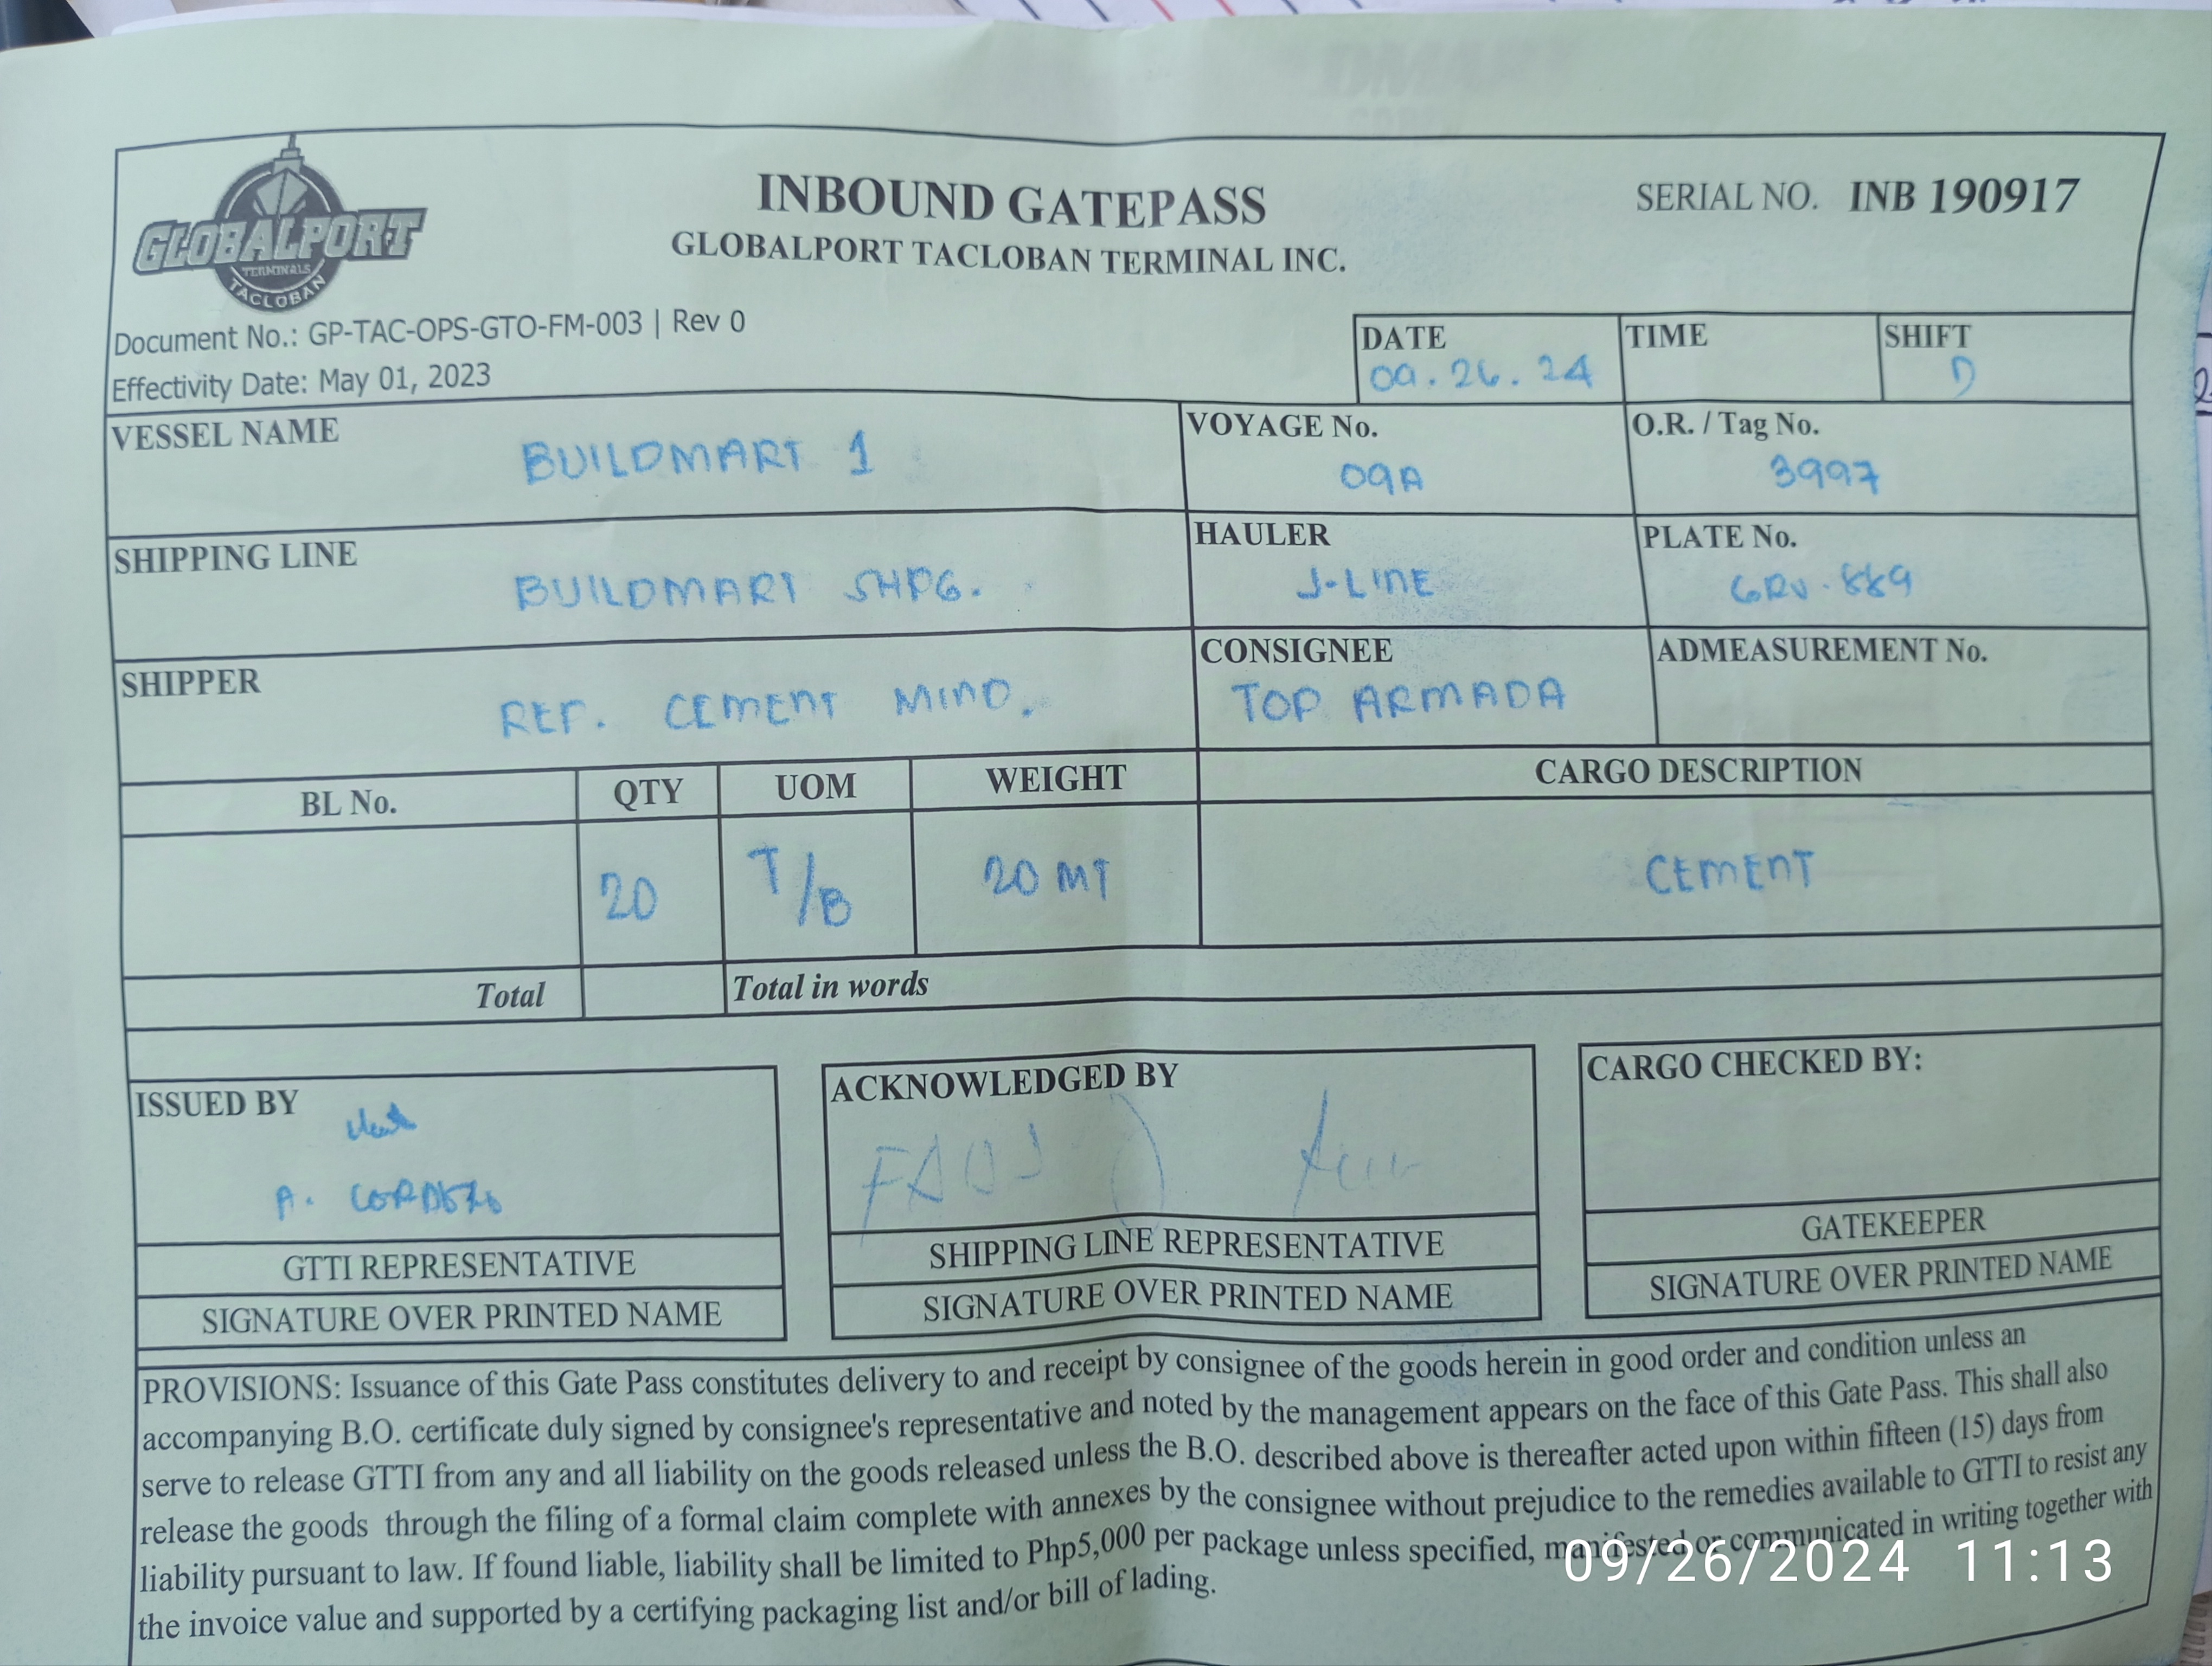 GLOBALPORT
TERMINALS
TACLOBAN
INBOUND GATEPASS
GLOBALPORT TACLOBAN TERMINAL INC.
SERIAL NO. INB 190917
Document No.: GP-TAC-OPS-GTO-FM-003 | Rev 0
Effectivity Date: May 01, 2023
DATE TIME SHIFT
09.26.24 D
VESSEL NAME VOYAGE No. O.R. / Tag No.
BUILDMART 1 09A 3997
SHIPPING LINE HAULER PLATE No.
BUILDMART SHPG. J-LINE GRV-889
SHIPPER CONSIGNEE ADMEASUREMENT No.
REP. CEMENT MIND. TOP ARMADA
BL No. QTY UOM WEIGHT CARGO DESCRIPTION
20 T/B 20 MT CEMENT
Total Total in words
ISSUED BY ACKNOWLEDGED BY CARGO CHECKED BY:
A. CORDERO
GTTI REPRESENTATIVE SHIPPING LINE REPRESENTATIVE GATEKEEPER
SIGNATURE OVER PRINTED NAME SIGNATURE OVER PRINTED NAME SIGNATURE OVER PRINTED NAME
PROVISIONS: Issuance of this Gate Pass constitutes delivery to and receipt by consignee of the goods herein in good order and condition unless an
accompanying B.O. certificate duly signed by consignee's representative and noted by the management appears on the face of this Gate Pass. This shall also
serve to release GTTI from any and all liability on the goods released unless the B.O. described above is thereafter acted upon within fifteen (15) days from
release the goods through the filing of a formal claim complete with annexes by the consignee without prejudice to the remedies available to GTTI to resist any
liability pursuant to law. If found liable, liability shall be limited to Php5,000 per package unless specified, manifested or communicated in writing together with
the invoice value and supported by a certifying packaging list and/or bill of lading.
09/26/2024 11:13